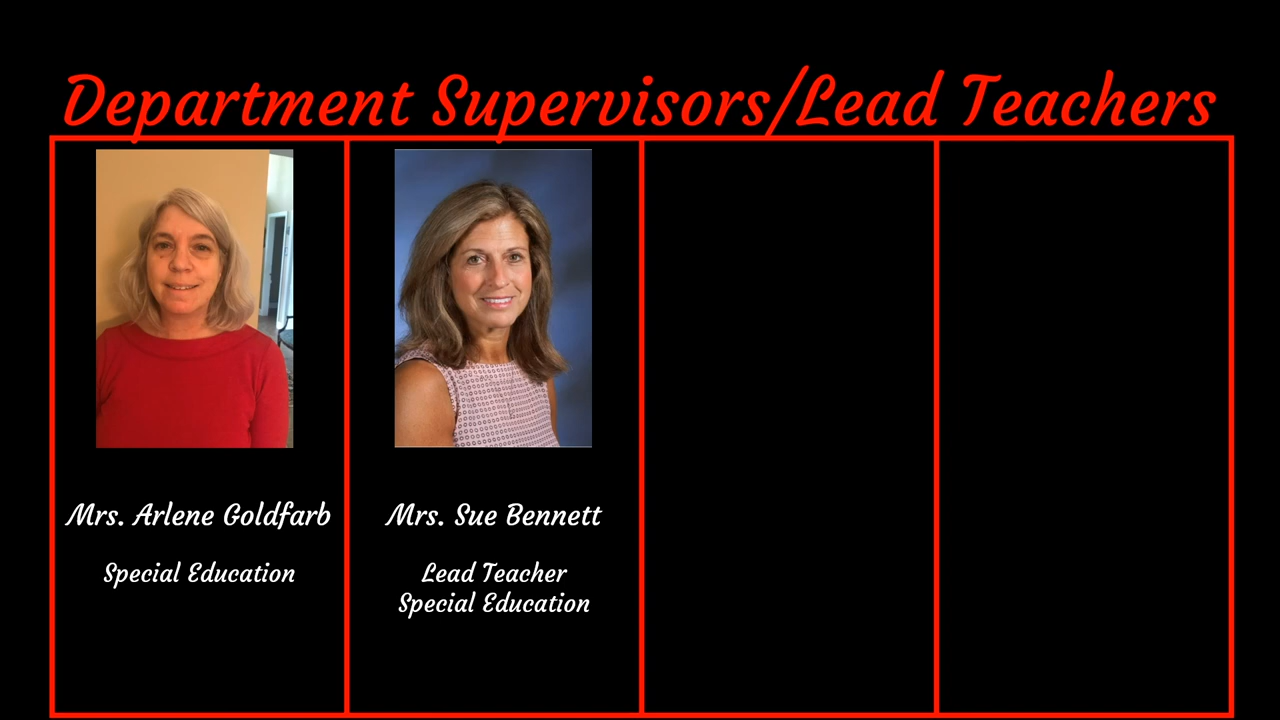 Department Supervisors/Lead Teachers
Mrs. Arlene Goldfarb
Special Education
Mrs. Sue Bennett
Lead Teacher
Special Education